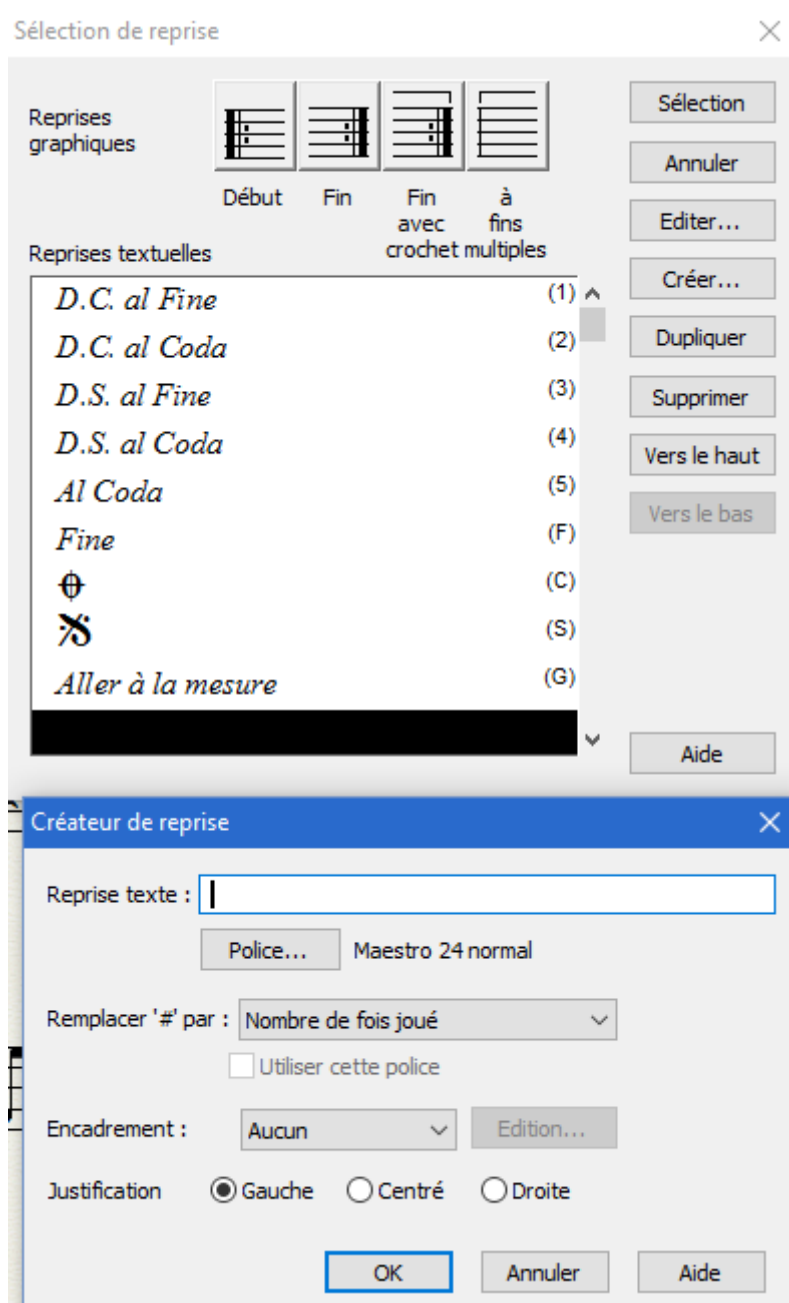 Sélection de reprise
Reprises
graphiques
Sélection
Annuler
Editer...
Créer...
Dupliquer
Supprimer
Vers le haut
Vers le bas
Aide
Début
Fin
Fin
avec
crochet
à
fins
multiples
Reprises textuelles
D.C. al Fine (1)
D.C. al Coda (2)
D.S. al Fine (3)
D.S. al Coda (4)
Al Coda (5)
Fine (F)
(C)
(S)
Aller à la mesure (G)
Créateur de reprise
Reprise texte :
Police... Maestro 24 normal
Remplacer '#' par : Nombre de fois joué
Utiliser cette police
Encadrement : Aucun Edition...
Justification Gauche Centré Droite
OK Annuler Aide